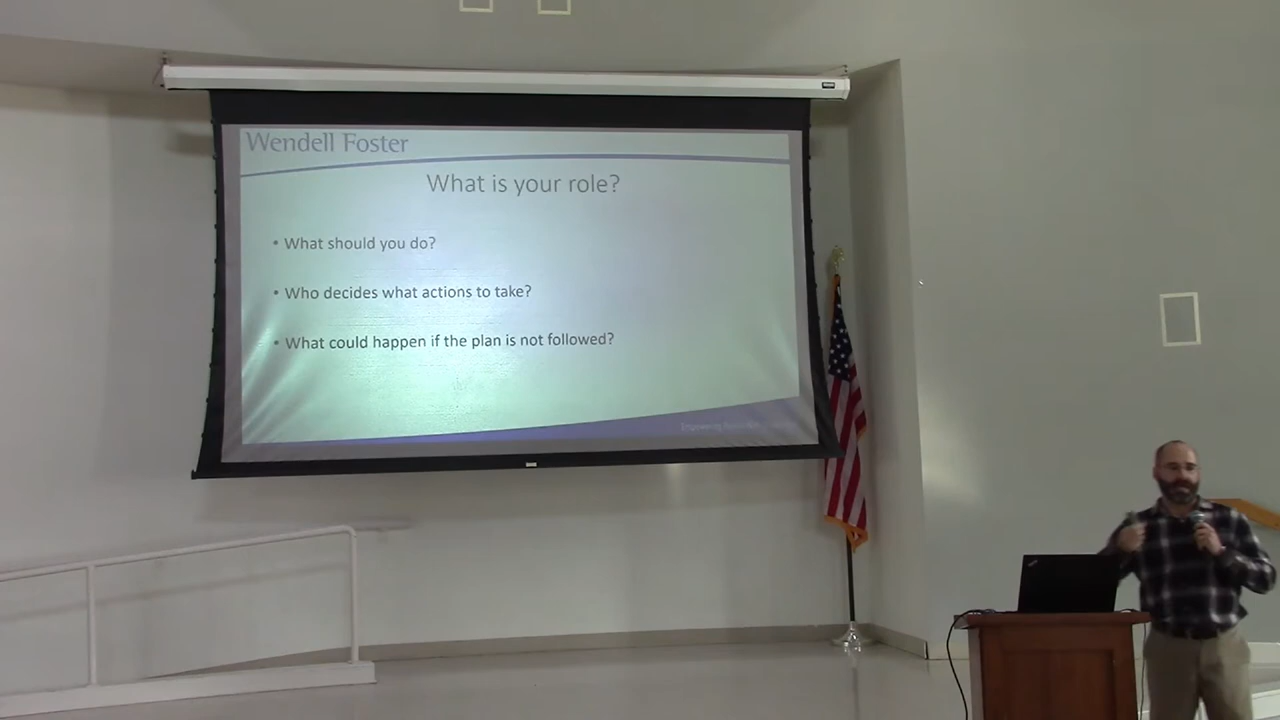 Wendell Foster
What is your role?
• What should you do?
• Who decides what actions to take?
• What could happen if the plan is not followed?
Empowering